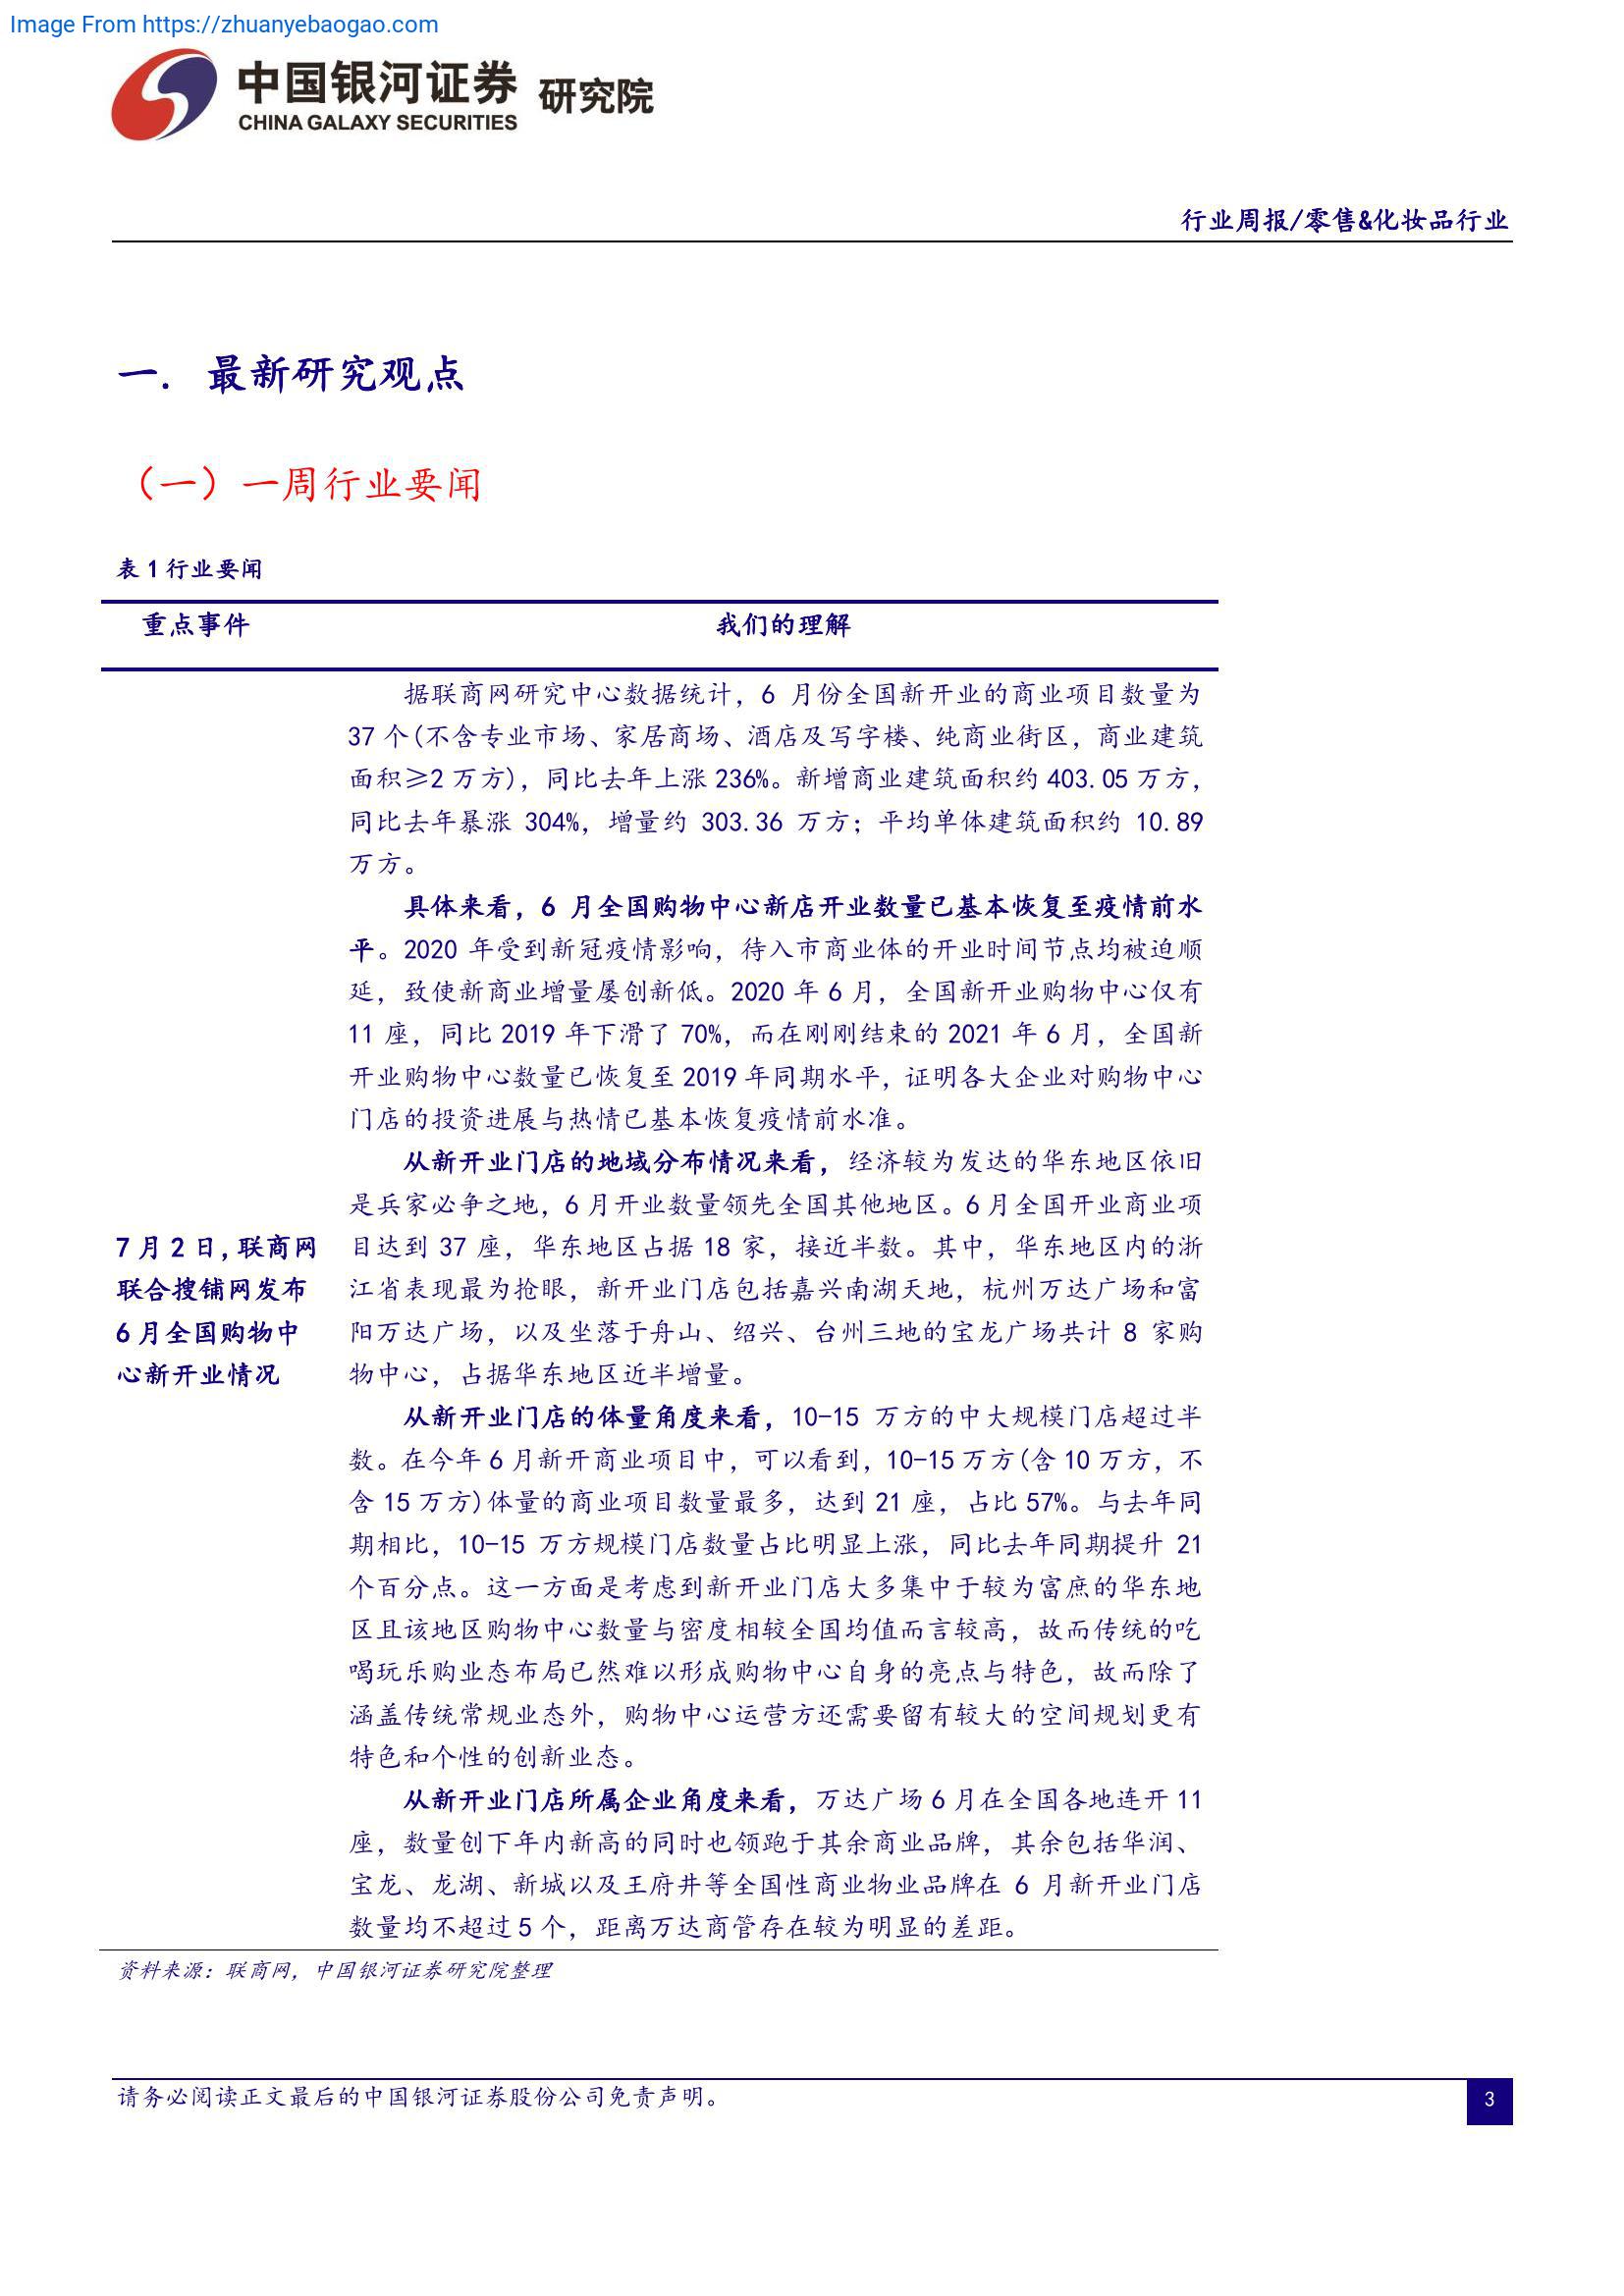 Image From https://zhuanyebaogao.com
中国银河证券 研究院
CHINA GALAXY SECURITIES
行业周报/零售&化妆品行业
一. 最新研究观点
（一）一周行业要闻
表 1 行业要闻
重点事件 我们的理解
据联商网研究中心数据统计，6 月份全国新开业的商业项目数量为
37 个(不含专业市场、家居商场、酒店及写字楼、纯商业街区，商业建筑
面积≥2 万方)，同比去年上涨 236%。新增商业建筑面积约 403.05 万方，
同比去年暴涨 304%，增量约 303.36 万方；平均单体建筑面积约 10.89
万方。
具体来看，6 月全国购物中心新店开业数量已基本恢复至疫情前水
平。2020 年受到新冠疫情影响，待入市商业体的开业时间节点均被迫顺
延，致使新商业增量屡创新低。2020 年 6 月，全国新开业购物中心仅有
11 座，同比 2019 年下滑了 70%，而在刚刚结束的 2021 年 6 月，全国新
开业购物中心数量已恢复至 2019 年同期水平，证明各大企业对购物中心
门店的投资进展与热情已基本恢复疫情前水准。
从新开业门店的地域分布情况来看，经济较为发达的华东地区依旧
是兵家必争之地，6 月开业数量领先全国其他地区。6 月全国开业商业项
目达到 37 座，华东地区占据 18 家，接近半数。其中，华东地区内的浙
江省表现最为抢眼，新开业门店包括嘉兴南湖天地，杭州万达广场和富
阳万达广场，以及坐落于舟山、绍兴、台州三地的宝龙广场共计 8 家购
物中心，占据华东地区近半增量。
7 月 2 日，联商网
联合搜铺网发布
6 月全国购物中
心新开业情况
从新开业门店的体量角度来看，10-15 万方的中大规模门店超过半
数。在今年 6 月新开商业项目中，可以看到，10-15 万方(含 10 万方，不
含 15 万方)体量的商业项目数量最多，达到 21 座，占比 57%。与去年同
期相比，10-15 万方规模门店数量占比明显上涨，同比去年同期提升 21
个百分点。这一方面是考虑到新开业门店大多集中于较为富庶的华东地
区且该地区购物中心数量与密度相较全国均值而言较高，故而传统的吃
喝玩乐购业态布局已然难以形成购物中心自身的亮点与特色，故而除了
涵盖传统常规业态外，购物中心运营方还需要留有较大的空间规划更有
特色和个性的创新业态。
从新开业门店所属企业角度来看，万达广场 6 月在全国各地连开 11
座，数量创下年内新高的同时也领跑于其余商业品牌，其余包括华润、
宝龙、龙湖、新城以及王府井等全国性商业物业品牌在 6 月新开业门店
数量均不超过 5 个，距离万达商管存在较为明显的差距。
资料来源：联商网，中国银河证券研究院整理
请务必阅读正文最后的中国银河证券股份公司免责声明。
3